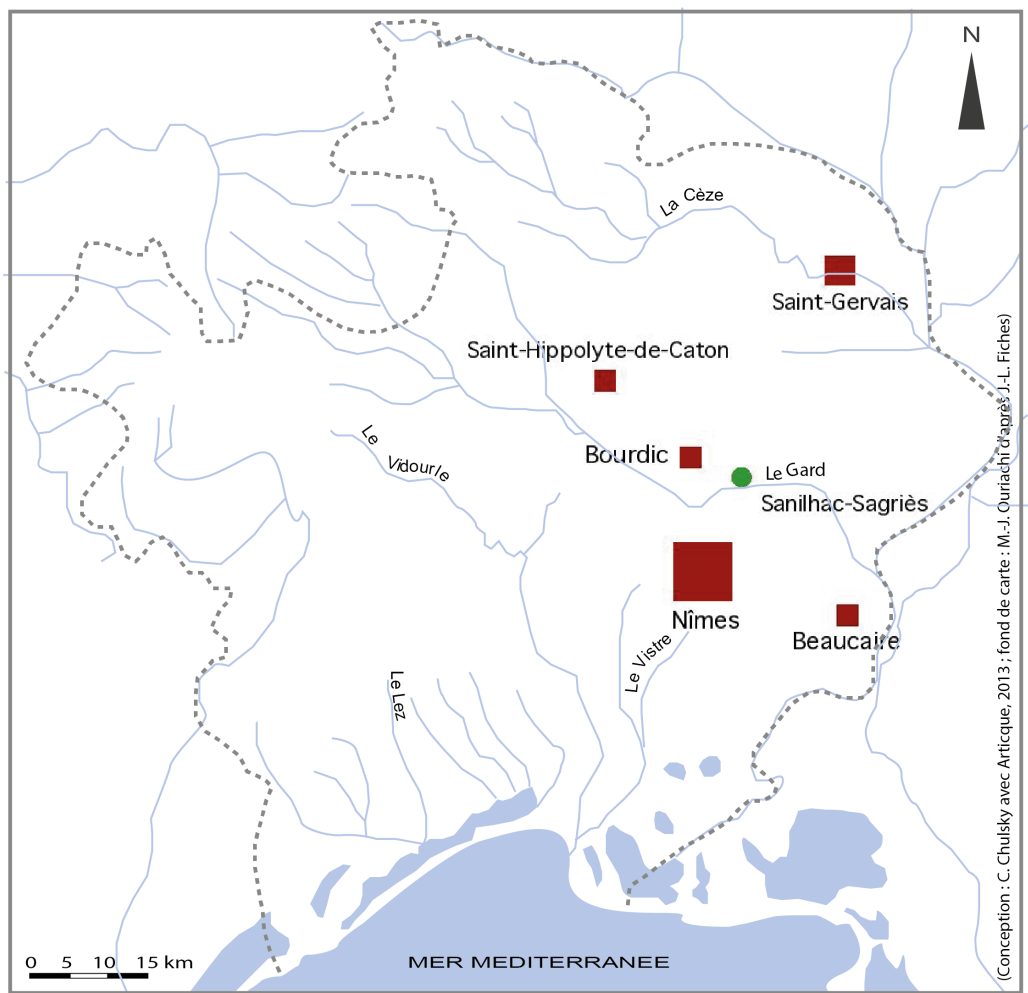 N
La Cèze
Saint-Gervais
Saint-Hippolyte-de-Caton
Le
Vidourle
Bourdic
Le Gard
Sanilhac-Sagriès
Nîmes
Beaucaire
Le Vistre
Le Lez
0 5 10 15 km
MER MEDITERRANEE
(Conception : C. Chulsky avec Articque, 2013 ; fond de carte : M.-J. Ouriachi d'après J.-L. Fiches)